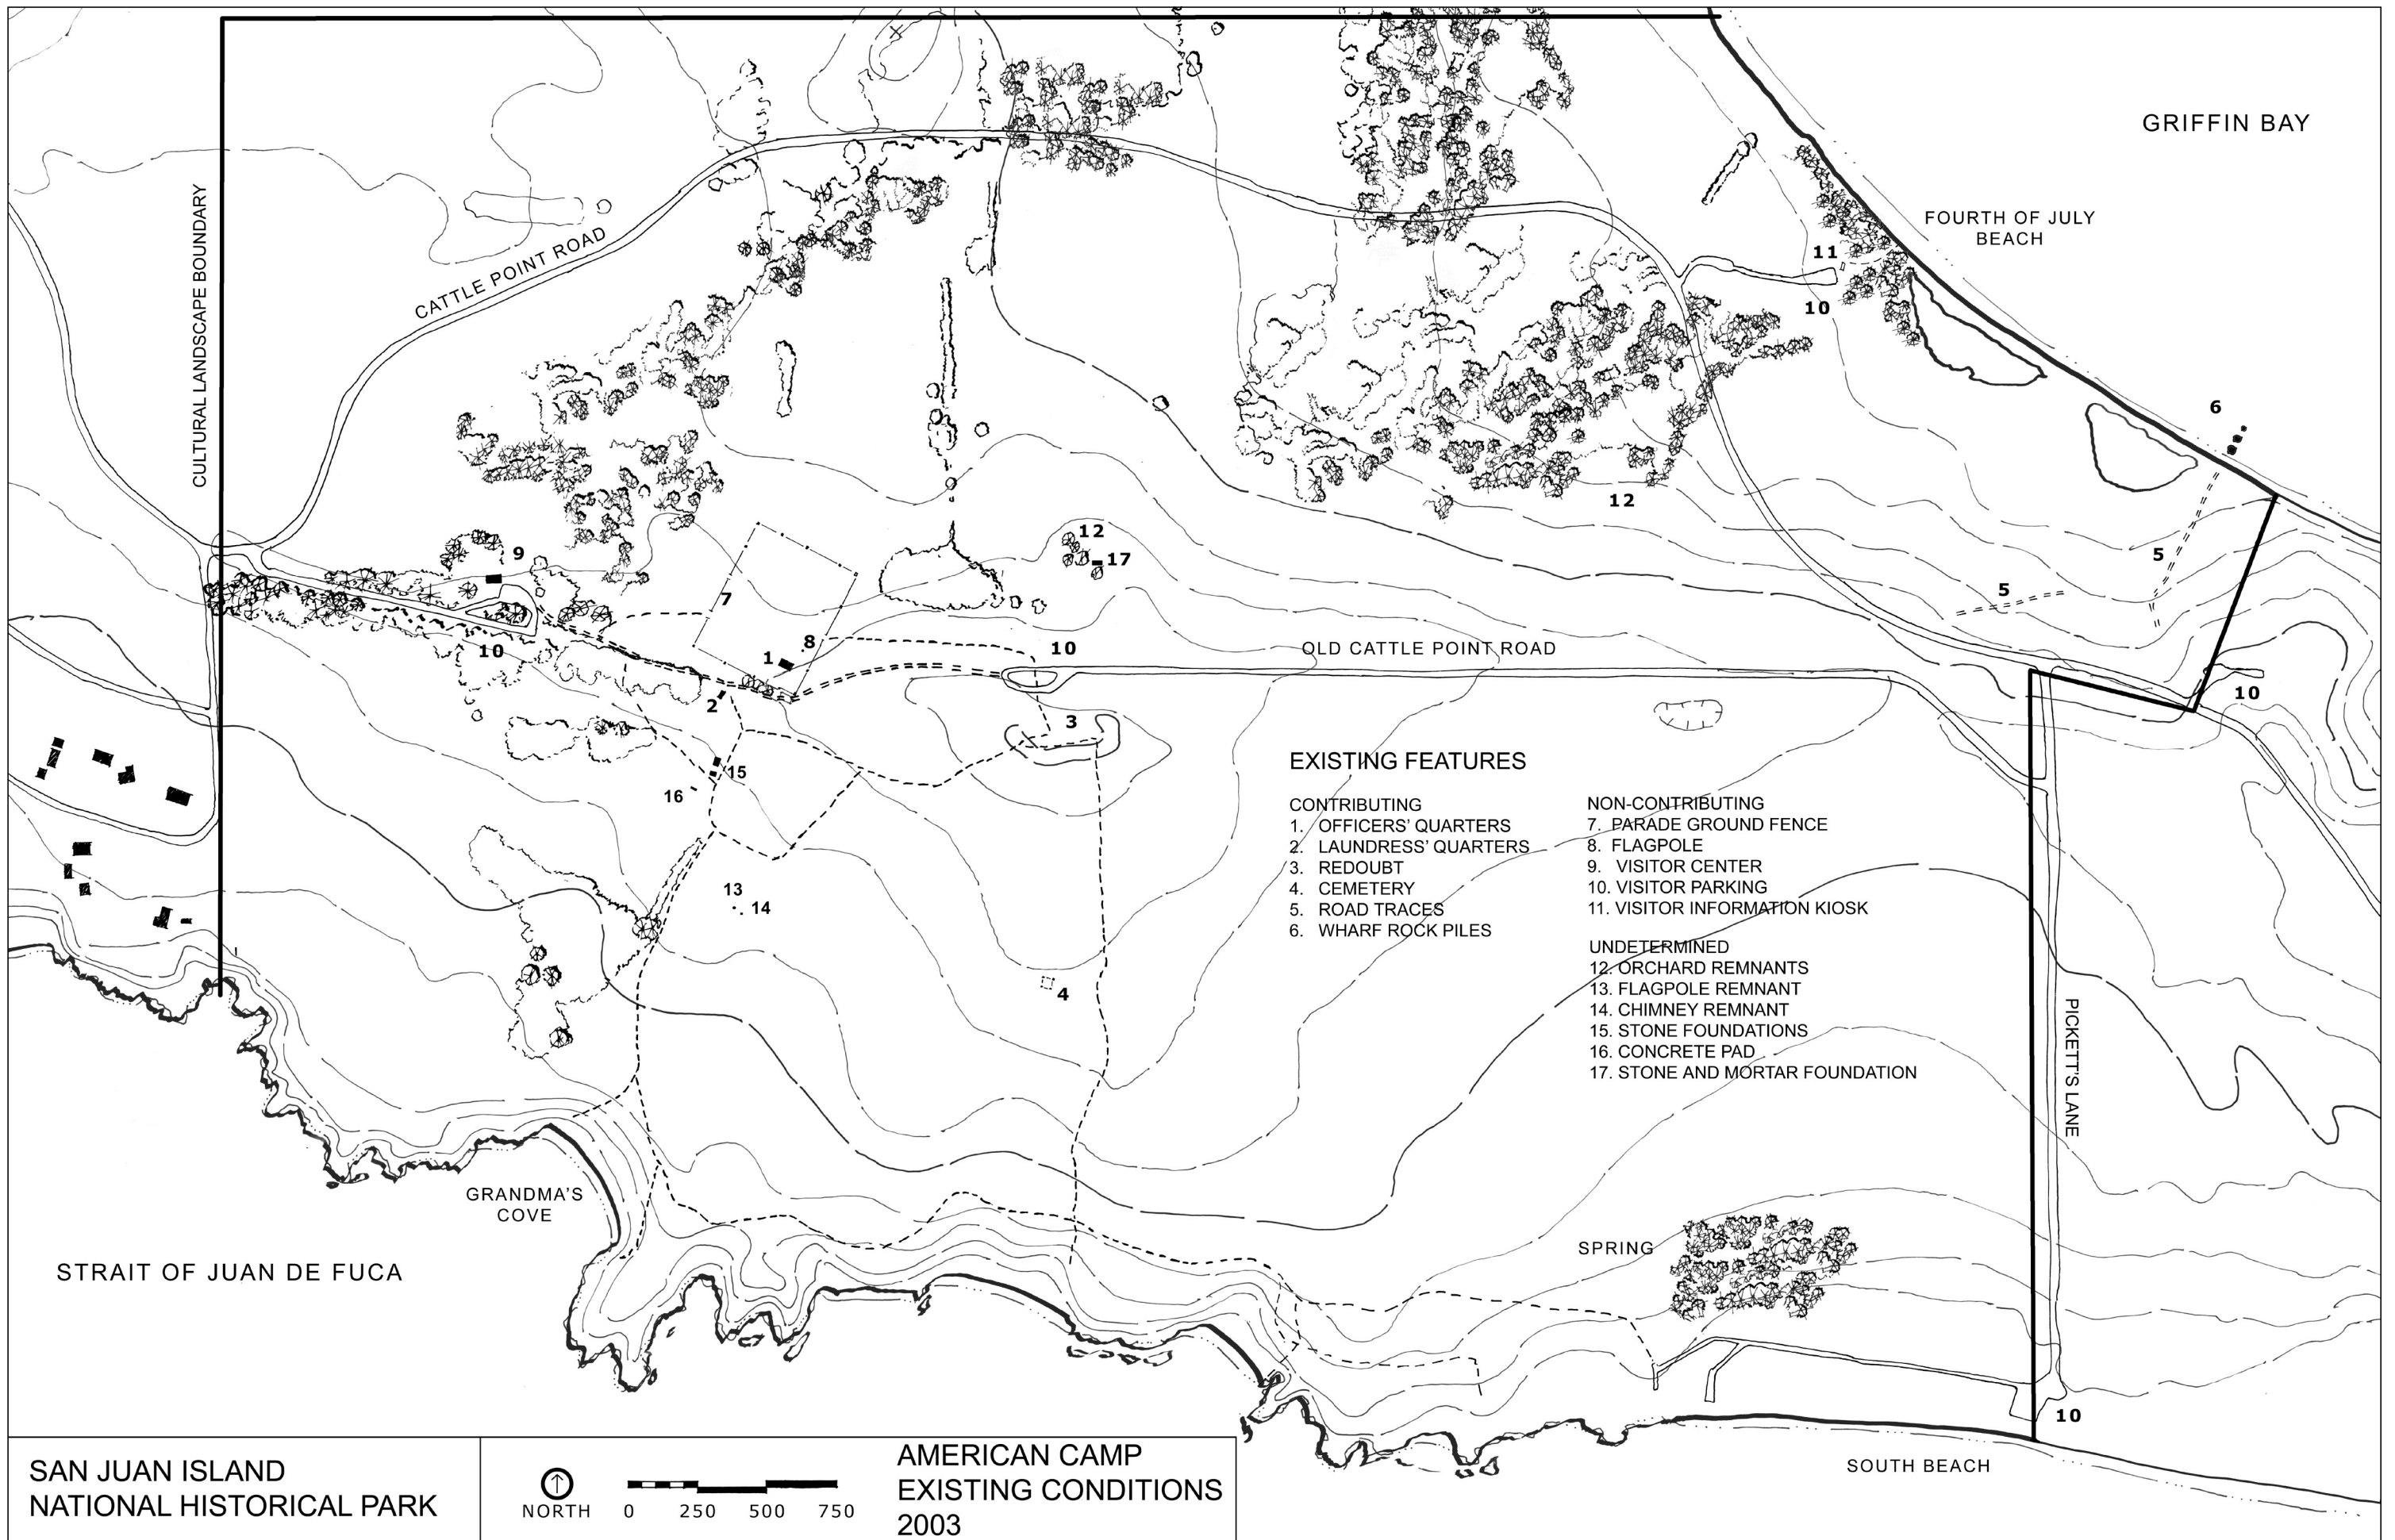 GRIFFIN BAY
CULTURAL LANDSCAPE BOUNDARY
CATTLE POINT ROAD
FOURTH OF JULY
BEACH
11
10
6
12
12
9
17
5
7
5
8
10
1
10
OLD CATTLE POINT ROAD
10
2
3
15
16
13
14
4
EXISTING FEATURES
CONTRIBUTING
1. OFFICERS' QUARTERS
2. LAUNDRESS' QUARTERS
3. REDOUBT
4. CEMETERY
5. ROAD TRACES
6. WHARF ROCK PILES
NON-CONTRIBUTING
7. PARADE GROUND FENCE
8. FLAGPOLE
9. VISITOR CENTER
10. VISITOR PARKING
11. VISITOR INFORMATION KIOSK
UNDETERMINED
12. ORCHARD REMNANTS
13. FLAGPOLE REMNANT
14. CHIMNEY REMNANT
15. STONE FOUNDATIONS
16. CONCRETE PAD
17. STONE AND MORTAR FOUNDATION
PICKETT'S LANE
GRANDMA'S
COVE
STRAIT OF JUAN DE FUCA
SPRING
10
SOUTH BEACH
SAN JUAN ISLAND
NATIONAL HISTORICAL PARK
NORTH
0 250 500 750
AMERICAN CAMP
EXISTING CONDITIONS
2003